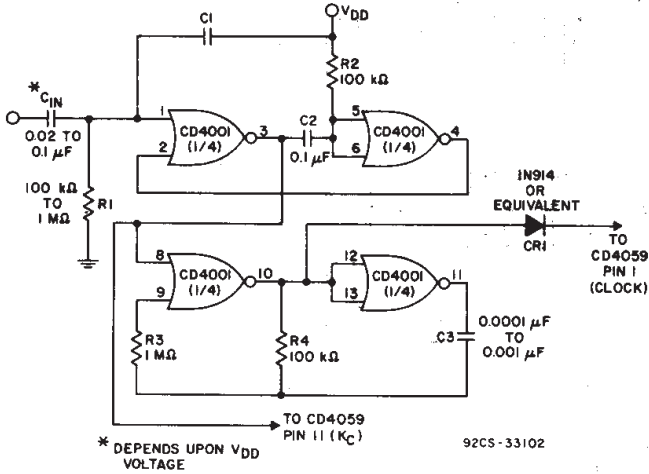 C1
VDD
R2
100 kΩ
* CIN
0.02 TO
0.1 µF
1
2
CD4001
(1/4)
3
C2
0.1 µF
5
6
CD4001
(1/4)
4
100 kΩ
TO
1 MΩ
R1
1N914
OR
EQUIVALENT
CR1
TO
CD4059
PIN 1
(CLOCK)
8
9
CD4001
(1/4)
10
12
13
CD4001
(1/4)
11
R3
1 MΩ
R4
100 kΩ
C3
0.0001 µF
TO
0.001 µF
TO CD4059
PIN 11 (KC)
* DEPENDS UPON VDD
VOLTAGE
92CS-33102